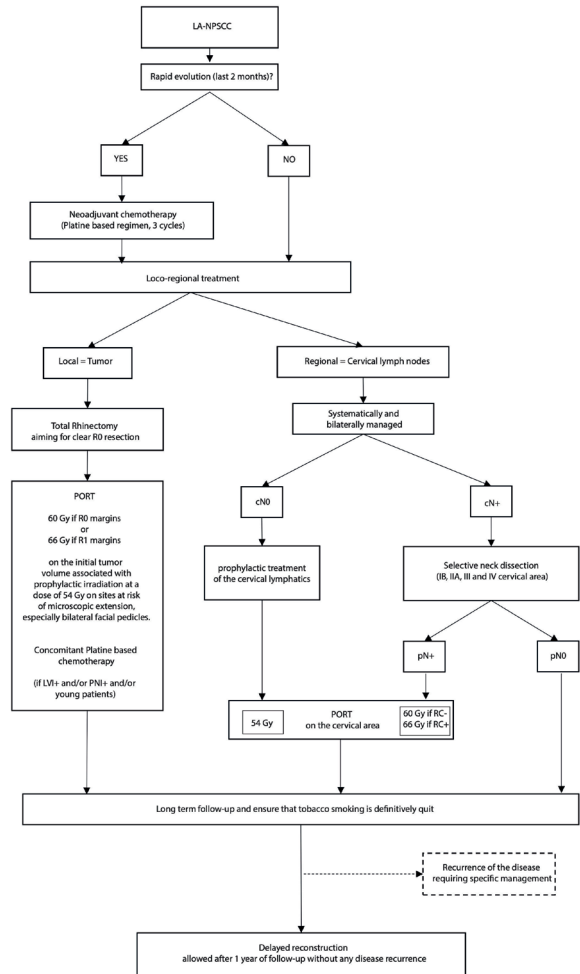 LA-NPSCC
Rapid evolution (last 2 months)?
YES
NO
Neoadjuvant chemotherapy
(Platine based regimen, 3 cycles)
Loco-regional treatment
Local = Tumor
Regional = Cervical lymph nodes
Total Rhinectomy
aiming for clear R0 resection
Systematically and
bilaterally managed
PORT
60 Gy if R0 margins
or
66 Gy if R1 margins
on the initial tumor
volume associated with
prophylactic irradiation at a
dose of 54 Gy on sites at risk
of microscopic extension,
especially bilateral facial pedicles.
Concomitant Platine based
chemotherapy
(if LVI+ and/or PNI+ and/or
young patients)
cN0
cN+
prophylactic treatment
of the cervical lymphatics
Selective neck dissection
(IB, IIA, III and IV cervical area)
pN+
pN0
54 Gy
PORT
on the cervical area
60 Gy if RC-
66 Gy if RC+
Long term follow-up and ensure that tobacco smoking is definitively quit
Recurrence of the disease
requiring specific management
Delayed reconstruction
allowed after 1 year of follow-up without any disease recurrence